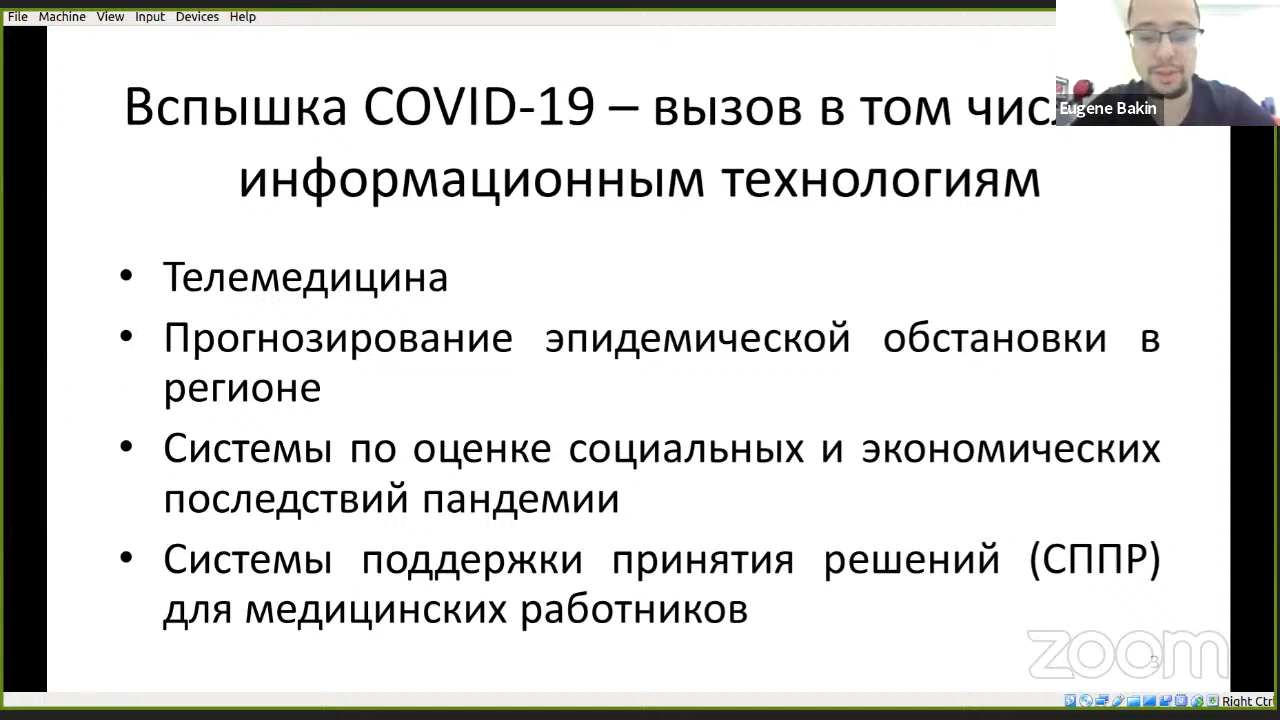 File Machine View Input Devices Help
Вспышка COVID-19 – вызов в том
информационным технологиям
Eugene Bakin
• Телемедицина
• Прогнозирование эпидемической обстановки в
регионе
• Системы по оценке социальных и экономических
последствий пандемии
• Системы поддержки принятия решений (СППР)
для медицинских работников
zoom
3
Right Ctrl